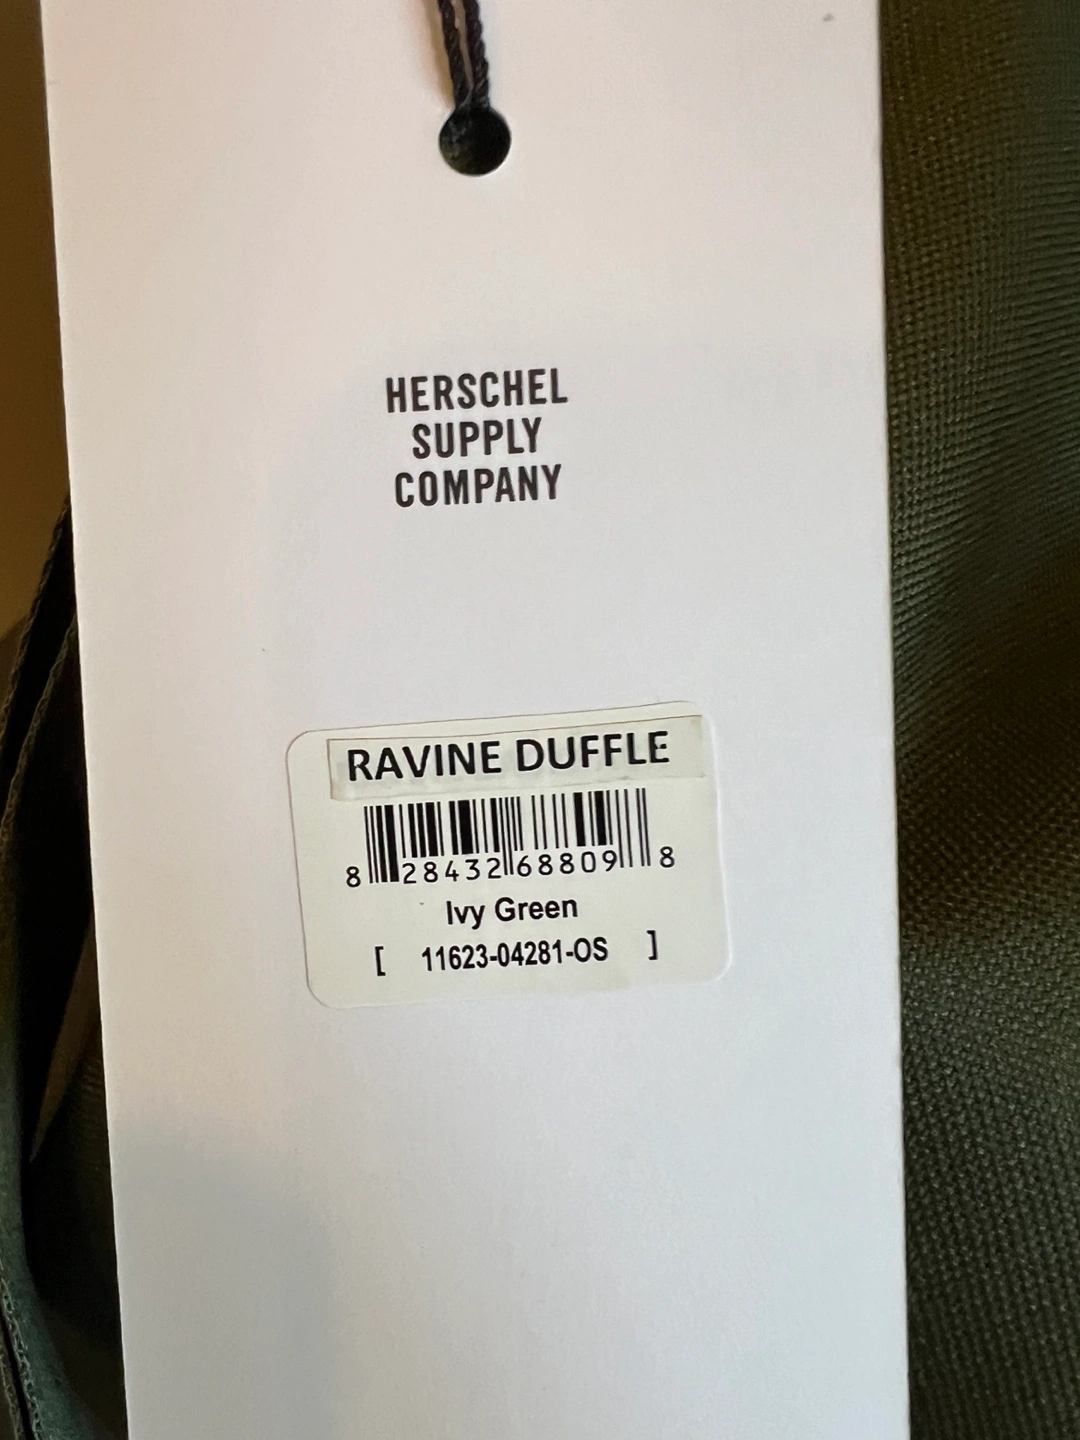 HERSCHEL
SUPPLY
COMPANY
RAVINE DUFFLE
8 28432 68809 8
Ivy Green
[ 11623-04281-OS ]